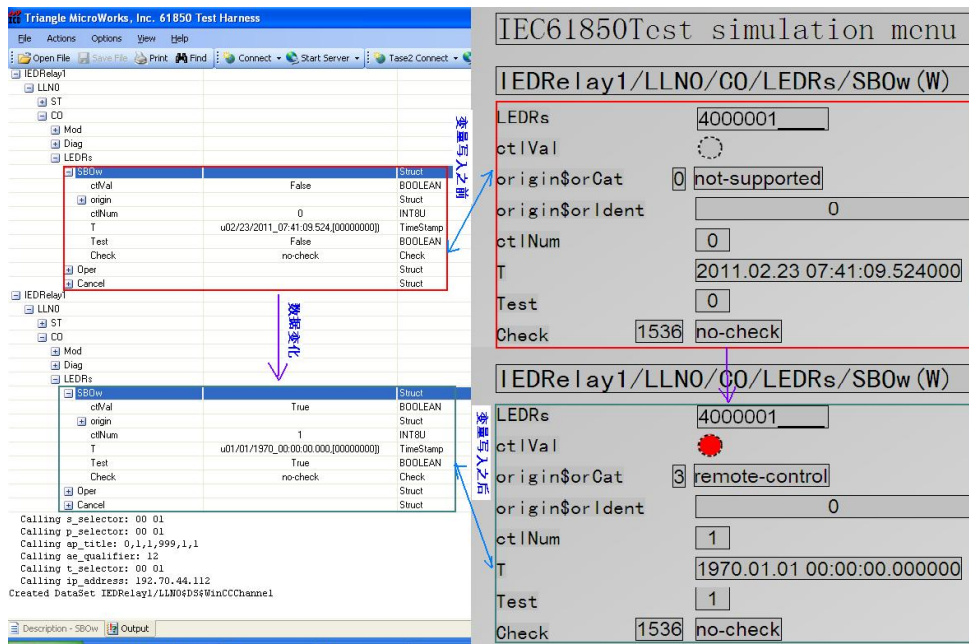 Triangle MicroWorks, Inc. 61850 Test Harness
File Actions Options View Help
Open File Save File Print Find Connect Start Server Tase2 Connect
IEDRelay1
LLN0
ST
CO
Mod
Diag
LEDRs
SBOw Struct
ctlVal False BOOLEAN
origin Struct
ctlNum 0 INT8U
T u02/23/2011_07:41:09.524,[00000000]) TimeStamp
Test False BOOLEAN
Check no-check Check
Oper Struct
Cancel Struct
变量写入之前
数据变化
IEDRelay1
LLN0
ST
CO
Mod
Diag
LEDRs
SBOw Struct
ctlVal True BOOLEAN
origin Struct
ctlNum 1 INT8U
T u01/01/1970_00:00:00.000,[00000000]) TimeStamp
Test True BOOLEAN
Check no-check Check
Oper Struct
Cancel Struct
变量写入之后
Calling s_selector: 00 01
Calling p_selector: 00 01
Calling ap_title: 0,1,1,999,1,1
Calling ae_qualifier: 12
Calling t_selector: 00 01
Calling ip_address: 192.70.44.112
Created DataSet IEDRelay1/LLN0$DS$WinCCChannel
Description - SBOw Output
IEC61850Test simulation menu
IEDRelay1/LLN0/CO/LEDRs/SBOw(W)
LEDRs 4000001____
ctlVal
origin$orCat 0 not-supported
origin$orIdent 0
ctlNum 0
T 2011.02.23 07:41:09.524000
Test 0
Check 1536 no-check
IEDRelay1/LLN0/CO/LEDRs/SBOw(W)
LEDRs 4000001____
ctlVal
origin$orCat 3 remote-control
origin$orIdent 0
ctlNum 1
T 1970.01.01 00:00:00.000000
Test 1
Check 1536 no-check